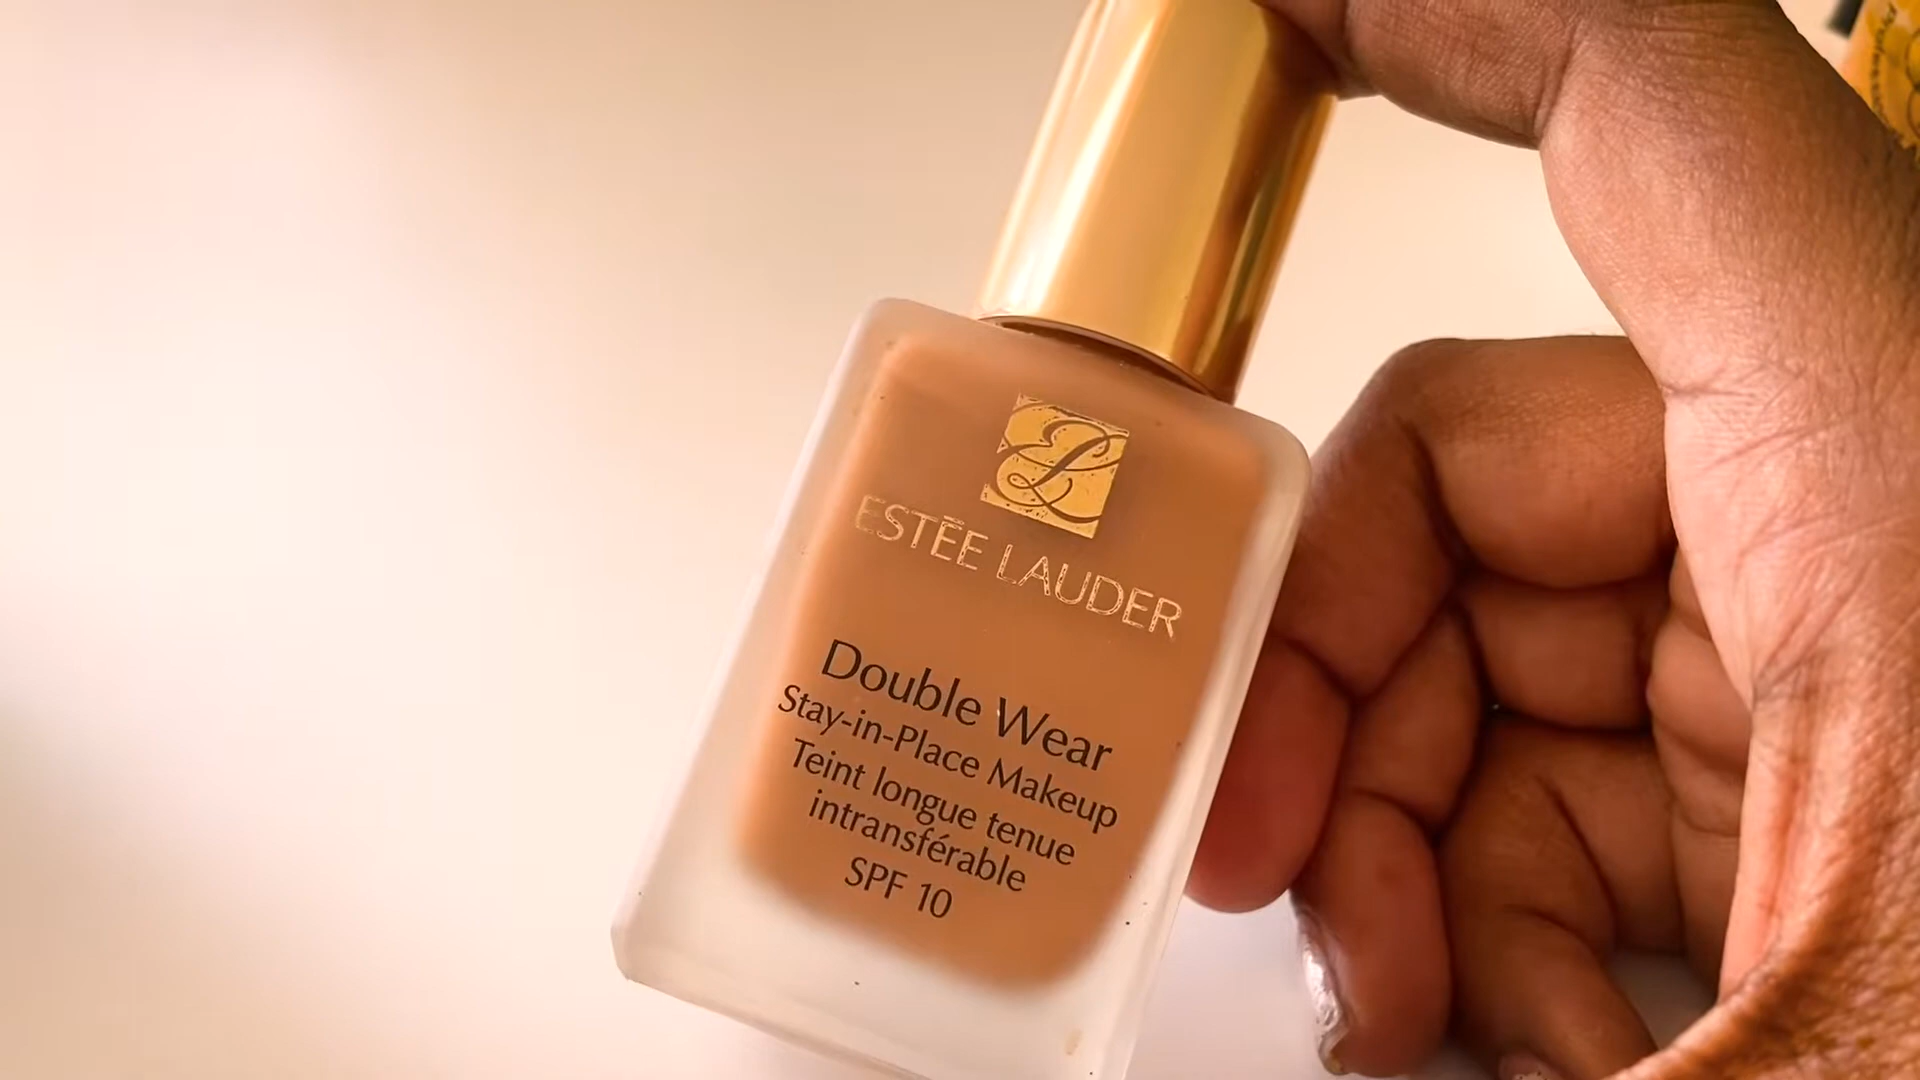 ESTĒE LAUDER
Double Wear
Stay-in-Place Makeup
Teint longue tenue
intransférable
SPF 10